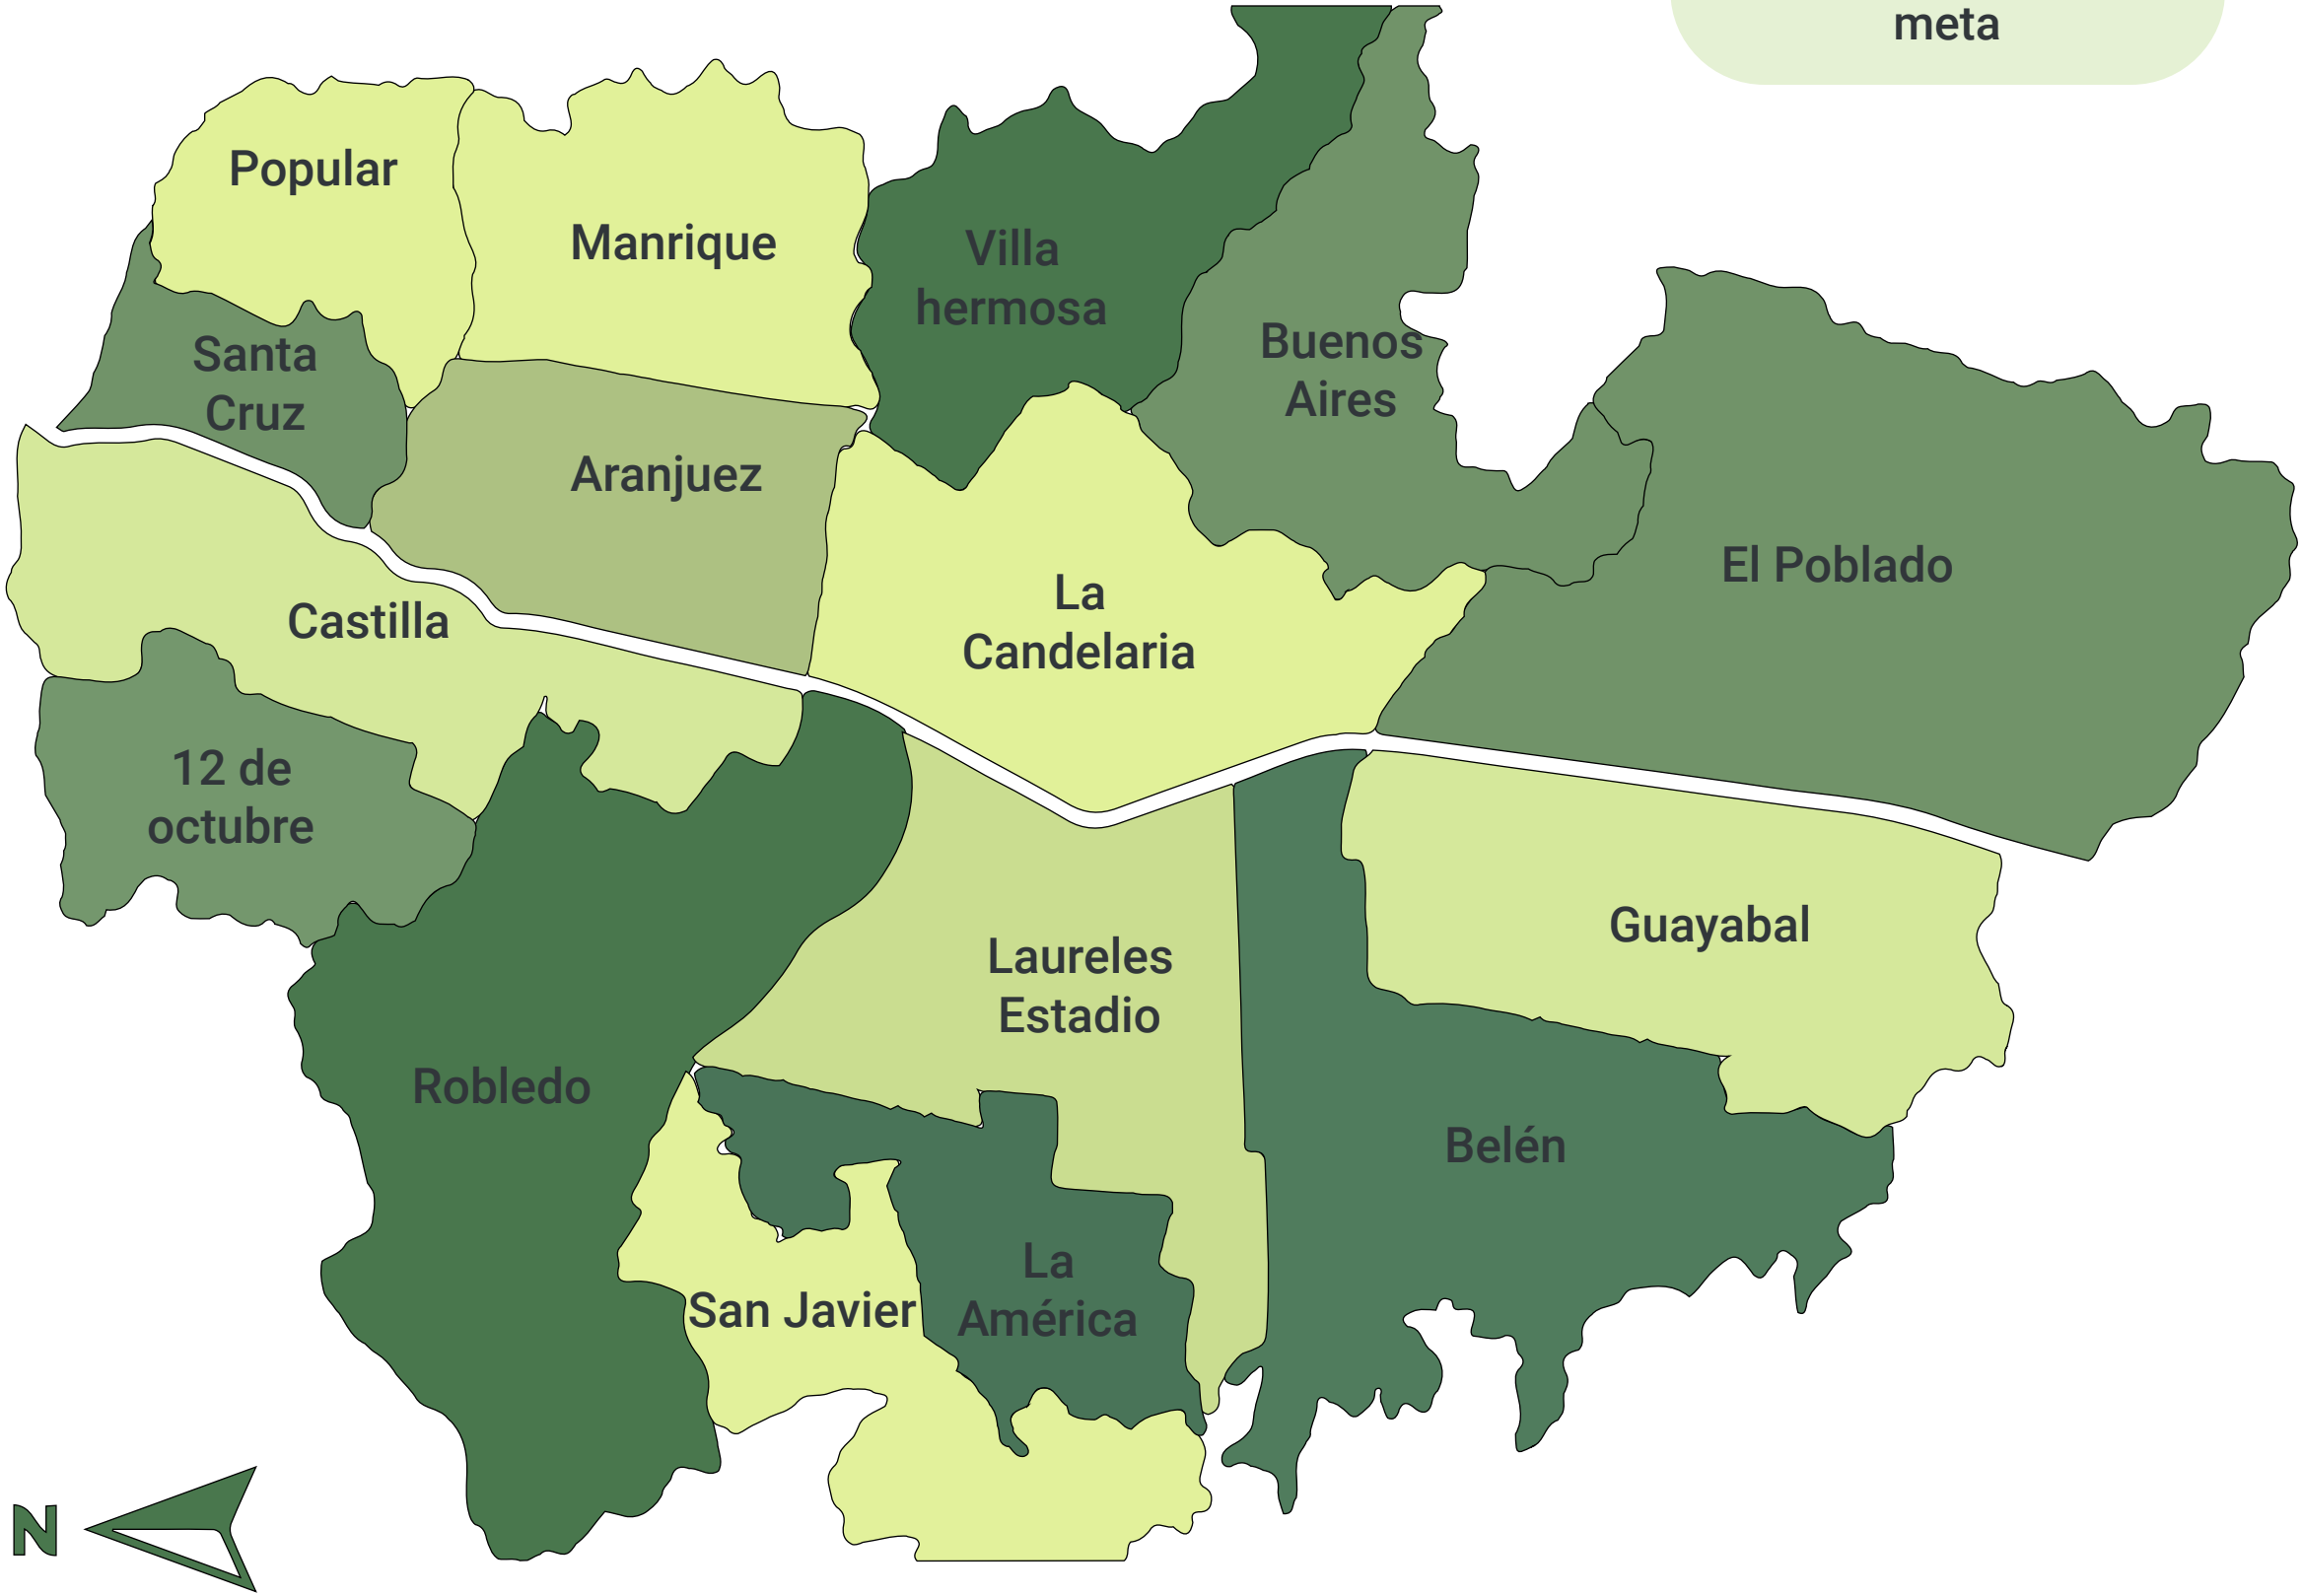 meta
Popular
Manrique
Villa
hermosa
Buenos
Aires
Santa
Cruz
Aranjuez
El Poblado
La
Candelaria
Castilla
12 de
octubre
Guayabal
Laureles
Estadio
Robledo
Belén
La
América
San Javier
N